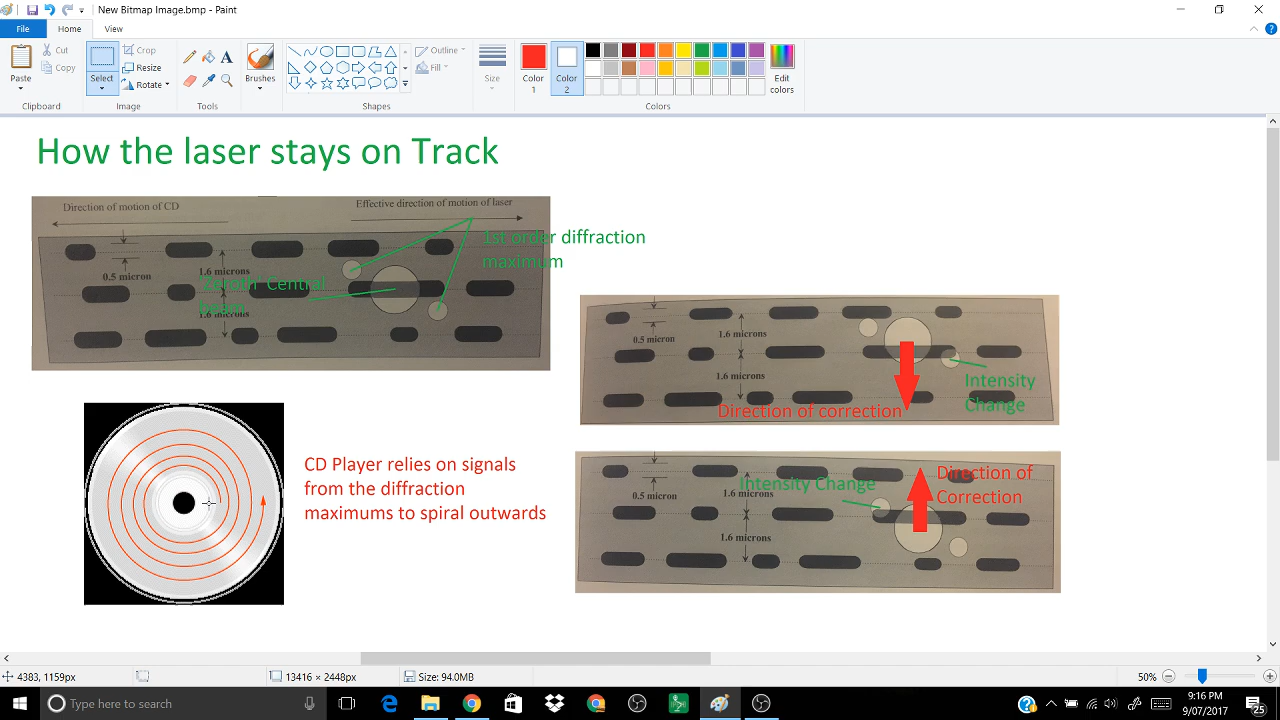 New Bitmap Image.bmp - Paint
File
Home
View
Paste
Cut
Copy
Clipboard
Select
Crop
Resize
Rotate
Image
Tools
Brushes
Shapes
Outline
Fill
Size
Color
1
Color
2
Edit
colors
Colors
How the laser stays on Track
Direction of motion of CD
Effective direction of motion of laser
0.5 micron
1.6 microns
1.6 microns
1st order diffraction
maximum
'Zeroth' Central
beam
0.5 micron
1.6 microns
1.6 microns
Direction of correction
Intensity
Change
CD Player relies on signals
from the diffraction
maximums to spiral outwards
0.5 micron
1.6 microns
1.6 microns
Intensity Change
Direction of
Correction
4383, 1159px
13416 × 2448px
Size: 94.0MB
50%
Type here to search
9:16 PM
9/07/2017
25